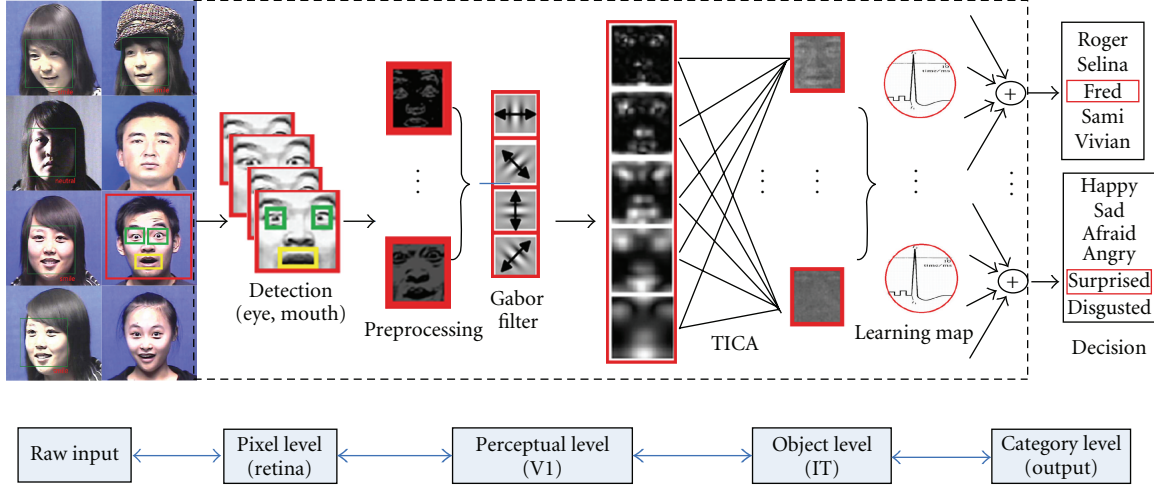 Detection
(eye, mouth)
Preprocessing
Gabor
filter
TICA
Learning map
Roger
Selina
Fred
Sami
Vivian
Happy
Sad
Afraid
Angry
Surprised
Disgusted
Decision
neutral
Raw input
Pixel level
(retina)
Perceptual level
(V1)
Object level
(IT)
Category level
(output)